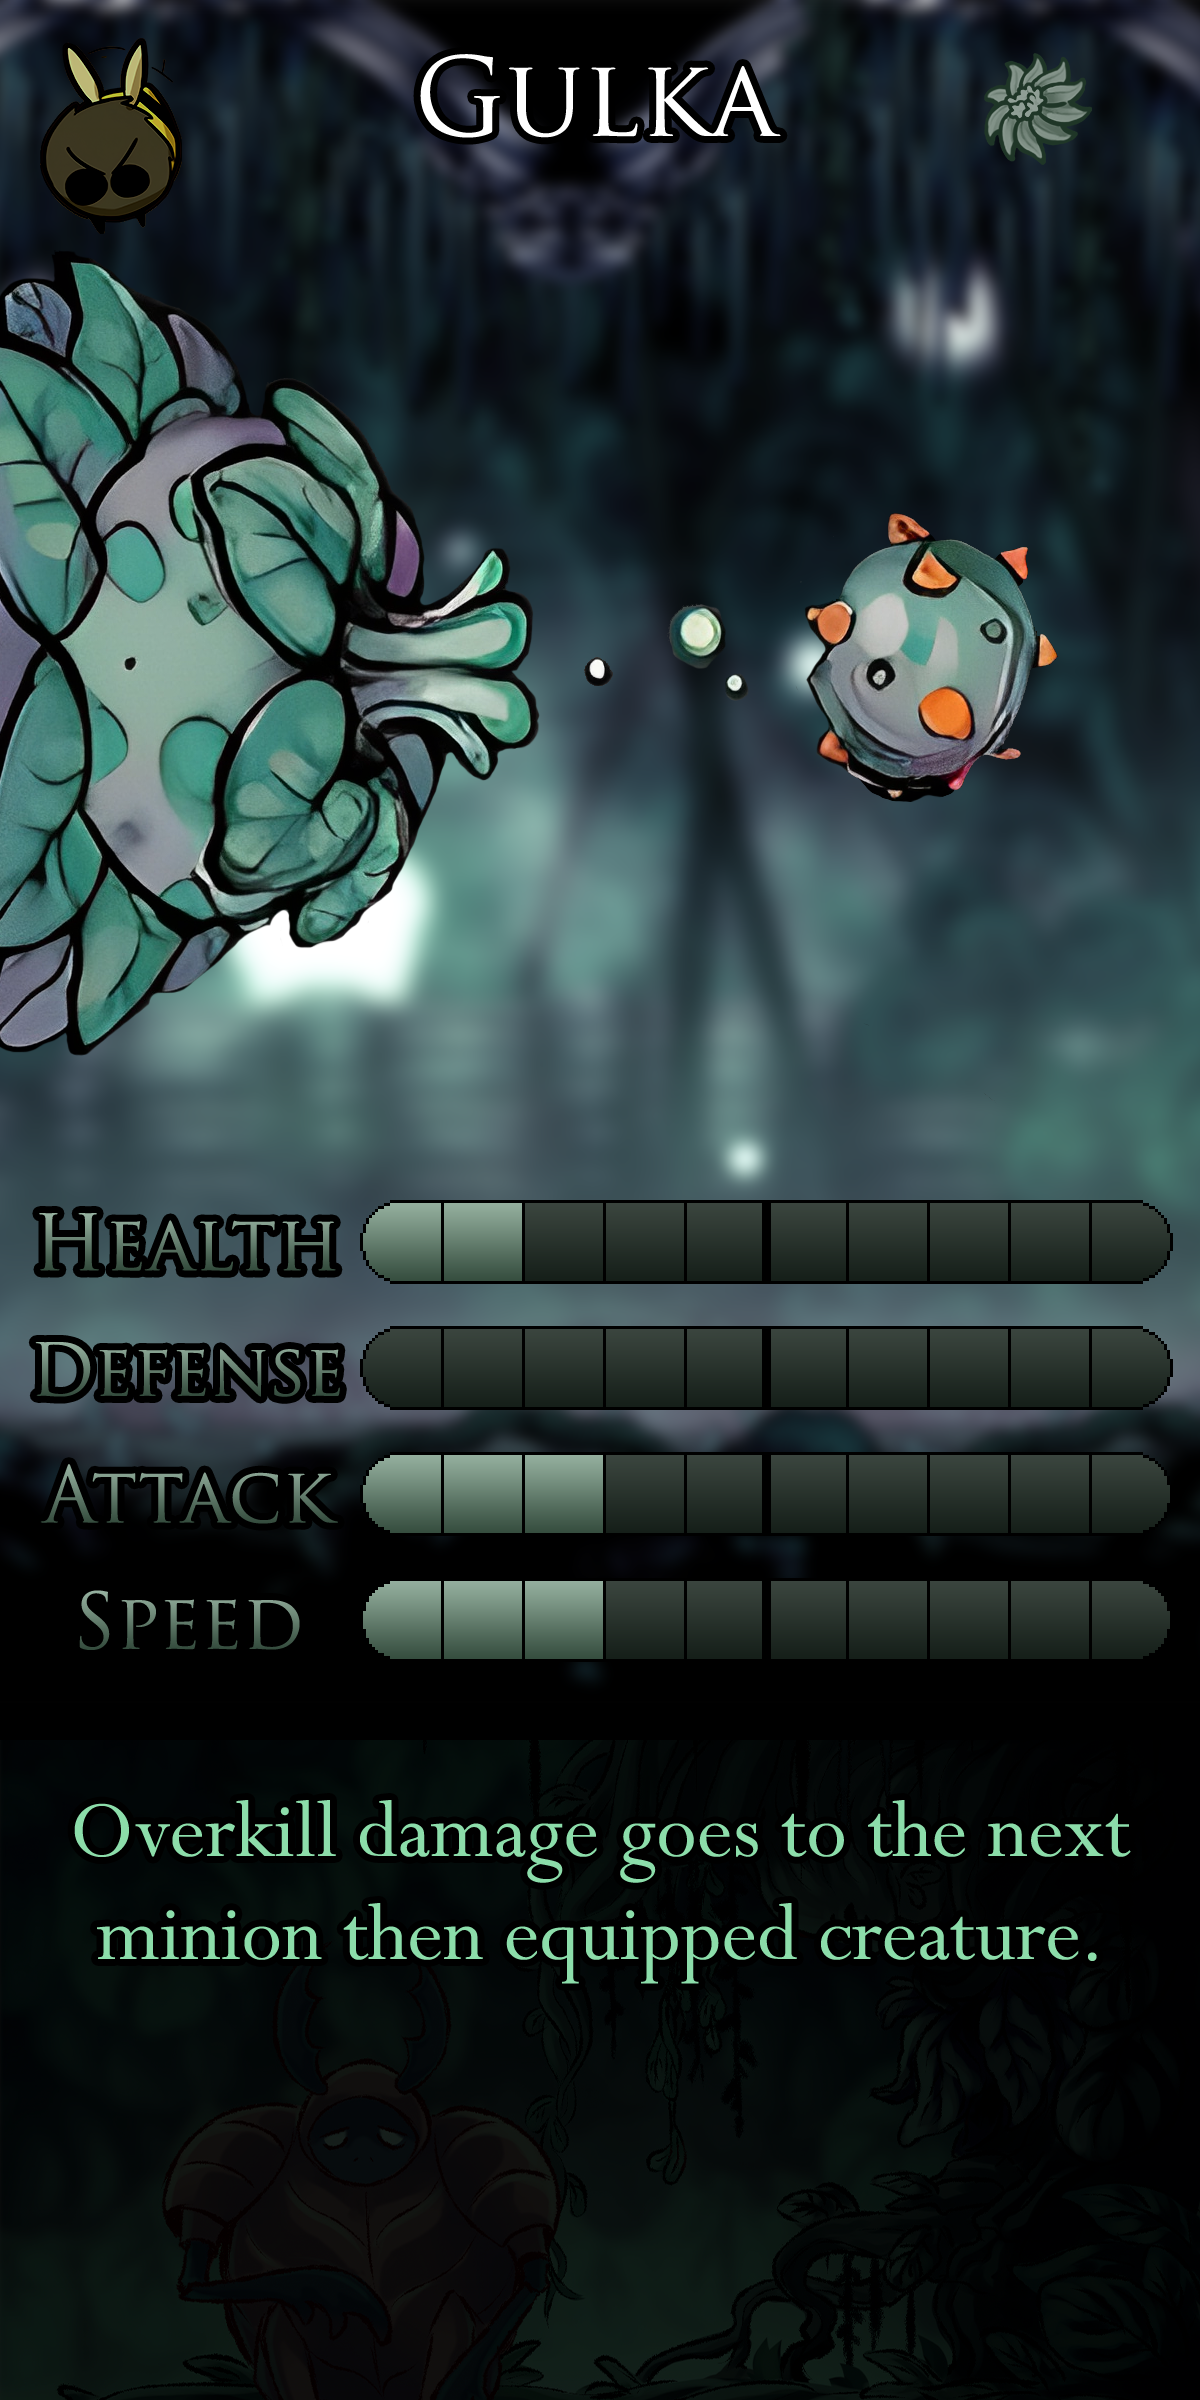 Gulka
Health
Defense
Attack
Speed
Overkill damage goes to the next
minion then equipped creature.